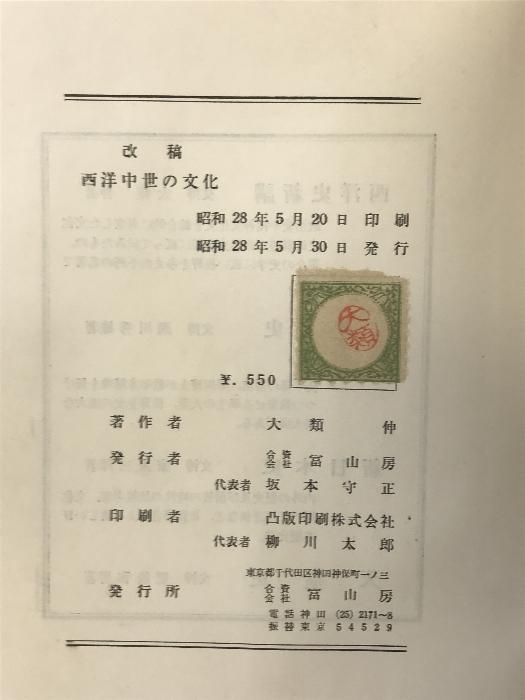 改稿
西洋中世の文化
昭和28年5月20日 印刷
昭和28年5月30日 発行
¥. 550
著作者 大類伸
発行者 合資会社 冨山房
代表者 坂本守正
印刷者 凸版印刷株式会社
代表者 柳川太郎
東京都千代田区神田神保町一ノ三
発行所 合資会社 冨山房
電話神田 (25) 2171〜8
振替東京 54529